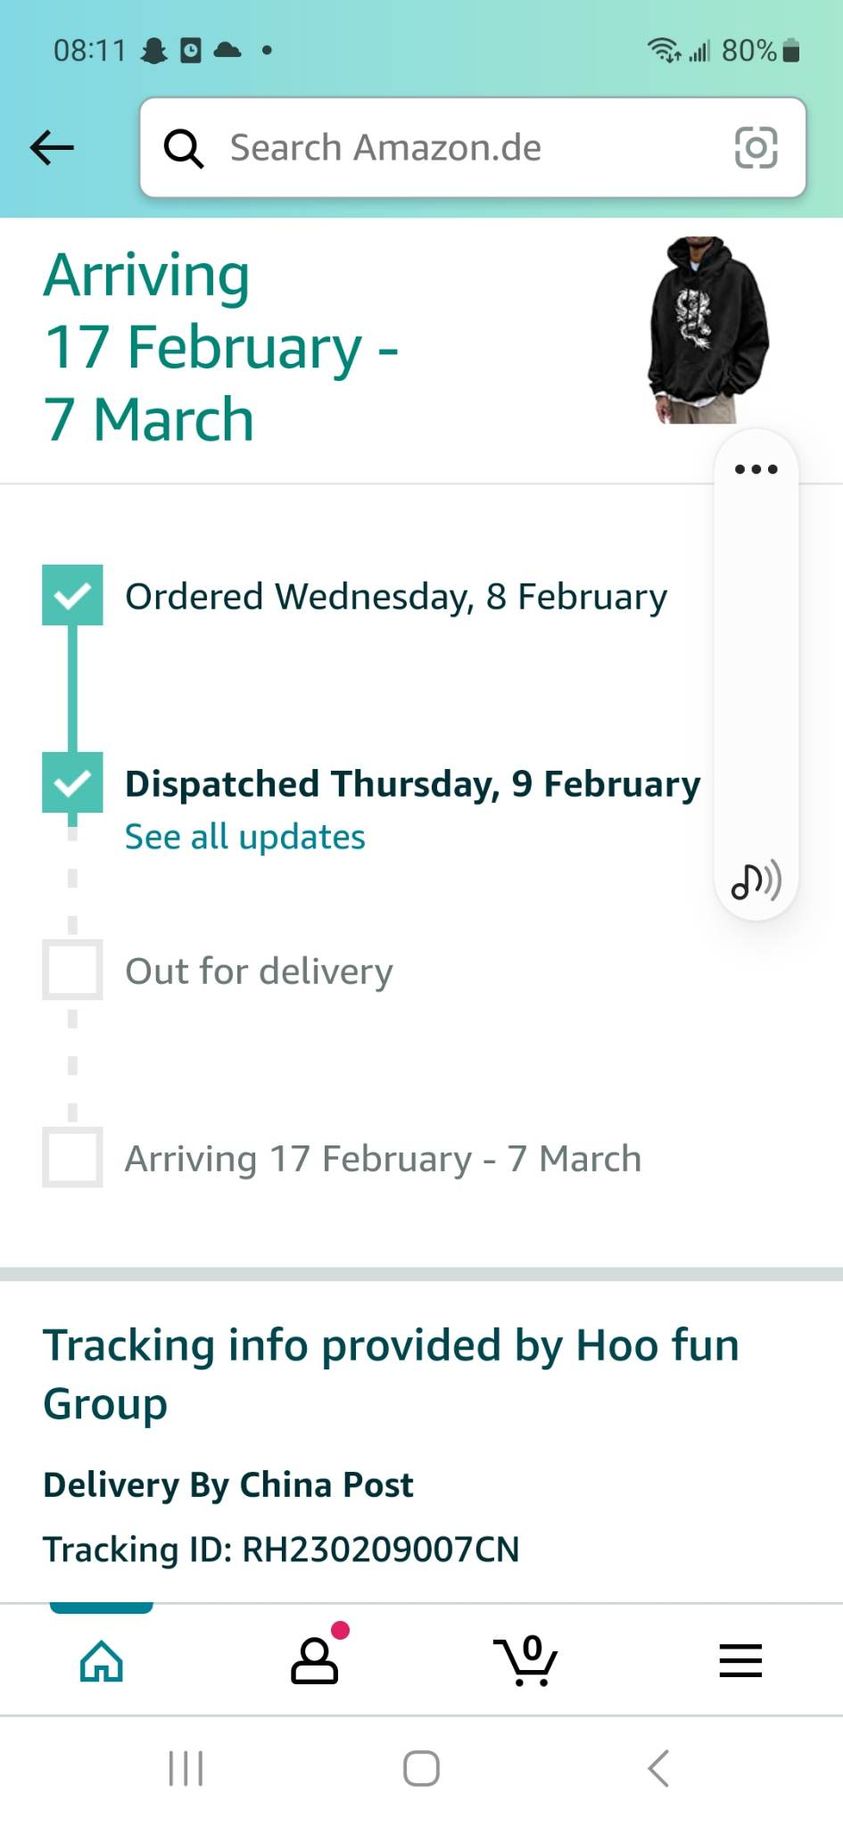 08:11
80%
Search Amazon.de
Arriving
17 February -
7 March
Ordered Wednesday, 8 February
Dispatched Thursday, 9 February
See all updates
Out for delivery
Arriving 17 February - 7 March
Tracking info provided by Hoo fun
Group
Delivery By China Post
Tracking ID: RH230209007CN
0